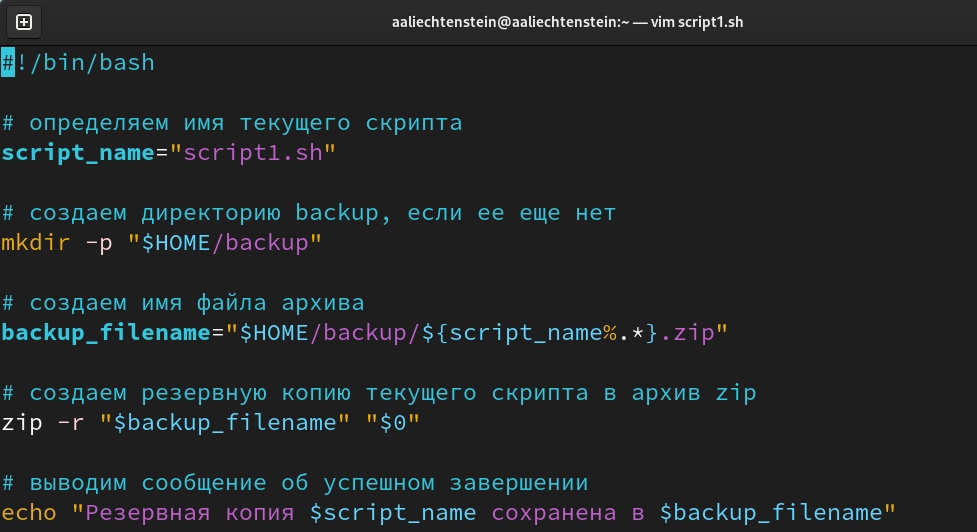 aaliechtenstein@aaliechtenstein:~ — vim script1.sh
#!/bin/bash
# определяем имя текущего скрипта
script_name="script1.sh"
# создаем директорию backup, если ее еще нет
mkdir -p "$HOME/backup"
# создаем имя файла архива
backup_filename="$HOME/backup/${script_name%.*}.zip"
# создаем резервную копию текущего скрипта в архив zip
zip -r "$backup_filename" "$0"
# выводим сообщение об успешном завершении
echo "Резервная копия $script_name сохранена в $backup_filename"